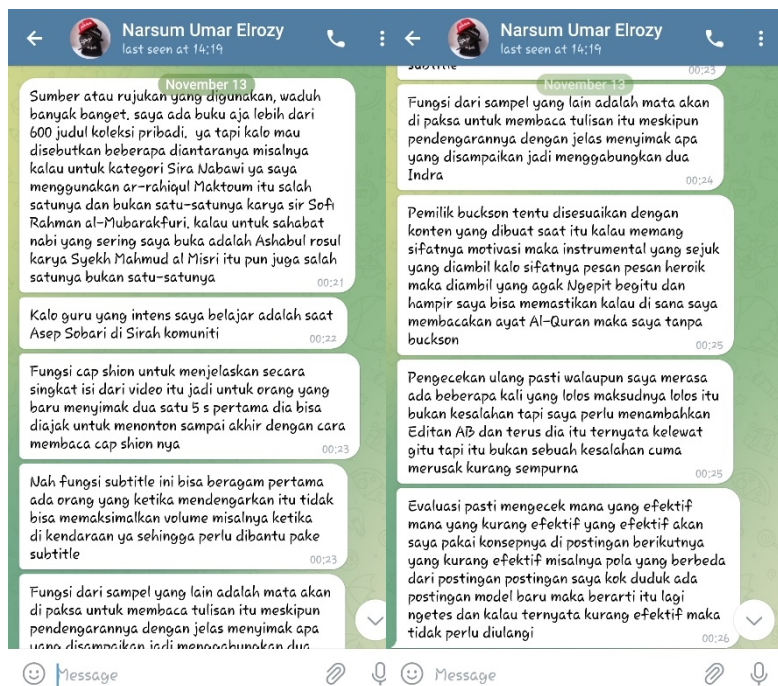 Narsum Umar Elrozy
last seen at 14:19
November 13
Sumber atau rujukan yang digunakan, waduh
banyak banget. saya ada buku aja lebih dari
600 judul koleksi pribadi. ya tapi kalo mau
disebutkan beberapa diantaranya misalnya
kalau untuk kategori Sira Nabawi ya saya
menggunakan ar-rahiqul Maktoum itu salah
satunya dan bukan satu-satunya karya sir Sofi
Rahman al-Mubarakfuri. kalau untuk sahabat
nabi yang sering saya buka adalah Ashabul rosul
karya Syekh Mahmud al Misri itu pun juga salah
satunya bukan satu-satunya
00:21
Kalo guru yang intens saya belajar adalah saat
Asep Sobari di Sirah komuniti
00:22
Fungsi cap shion untuk menjelaskan secara
singkat isi dari video itu jadi untuk orang yang
baru menyimak dua satu 5 s pertama dia bisa
diajak untuk menonton sampai akhir dengan cara
membaca cap shion nya
00:23
Nah fungsi subtitle ini bisa beragam pertama
ada orang yang ketika mendengarkan itu tidak
bisa memaksimalkan volume misalnya ketika
di kendaraan ya sehingga perlu dibantu pake
subtitle
00:23
Fungsi dari sampel yang lain adalah mata akan
di paksa untuk membaca tulisan itu meskipun
pendengarannya dengan jelas menyimak apa
yang disampaikan jadi menggabungkan dua
Message
Narsum Umar Elrozy
last seen at 14:19
subtitle
00:23
November 13
Fungsi dari sampel yang lain adalah mata akan
di paksa untuk membaca tulisan itu meskipun
pendengarannya dengan jelas menyimak apa
yang disampaikan jadi menggabungkan dua
Indra
00:24
Pemilik buckson tentu disesuaikan dengan
konten yang dibuat saat itu kalau memang
sifatnya motivasi maka instrumental yang sejuk
yang diambil kalo sifatnya pesan pesan heroik
maka diambil yang agak Ngepit begitu dan
hampir saya bisa memastikan kalau di sana saya
membacakan ayat Al-Quran maka saya tanpa
buckson
00:25
Pengecekan ulang pasti walaupun saya merasa
ada beberapa kali yang lolos maksudnya lolos itu
bukan kesalahan tapi saya perlu menambahkan
Editan AB dan terus dia itu ternyata kelewat
gitu tapi itu bukan sebuah kesalahan cuma
merusak kurang sempurna
00:25
Evaluasi pasti mengecek mana yang efektif
mana yang kurang efektif yang efektif akan
saya pakai konsepnya di postingan berikutnya
yang kurang efektif misalnya pola yang berbeda
dari postingan postingan saya kok duduk ada
postingan model baru maka berarti itu lagi
ngetes dan kalau ternyata kurang efektif maka
tidak perlu diulangi
00:26
Message